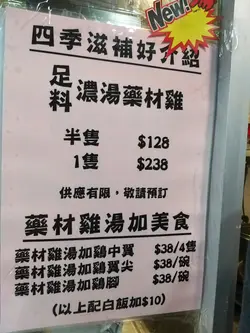 New!
四季滋補好介紹
足料 濃湯藥材雞
半隻 $128
1隻 $238
供應有限，敬請預訂
藥材雞湯加美食
藥材雞湯加鷄中翼 $38/4隻
藥材雞湯加鷄翼尖 $38/碗
藥材雞湯加鷄腳 $38/碗
(以上配白飯加$10)